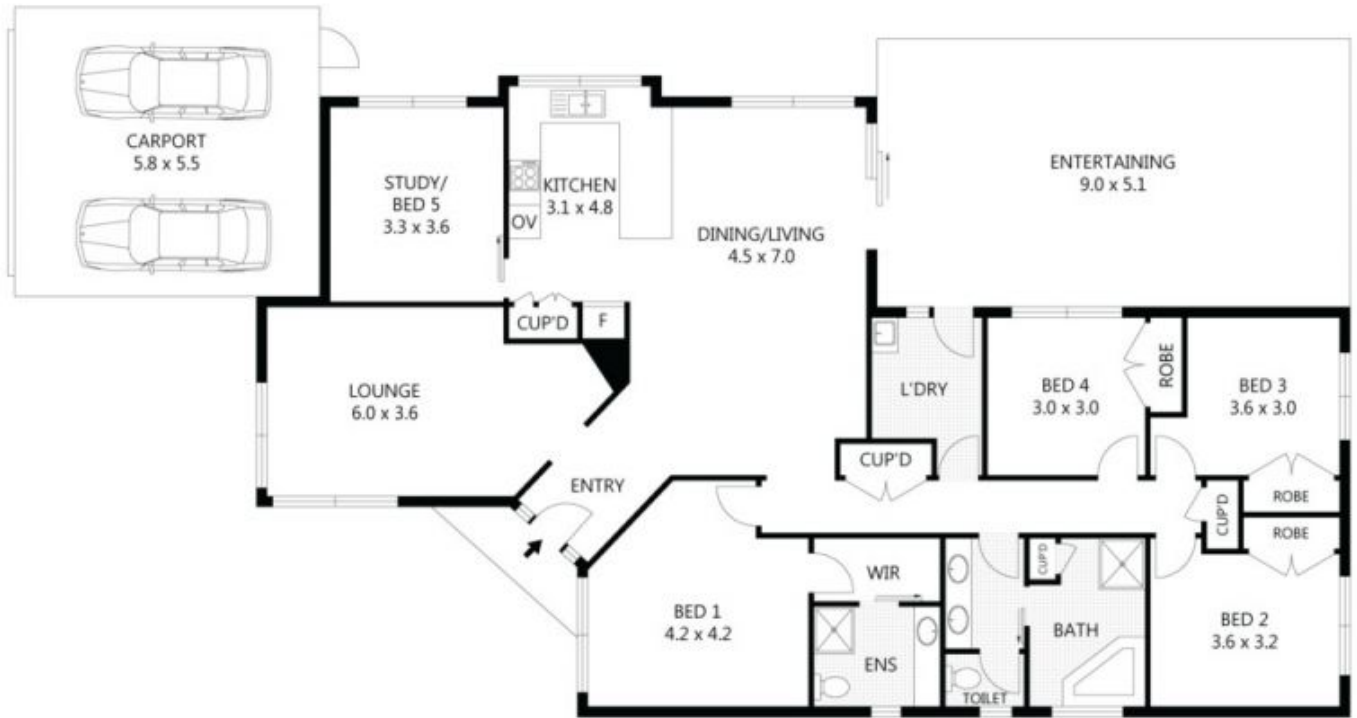 CARPORT
5.8 x 5.5
STUDY/
BED 5
3.3 x 3.6
KITCHEN
3.1 x 4.8
OV
DINING/LIVING
4.5 x 7.0
ENTERTAINING
9.0 x 5.1
CUP'D
F
LOUNGE
6.0 x 3.6
L'DRY
BED 4
3.0 x 3.0
ROBE
BED 3
3.6 x 3.0
ENTRY
CUP'D
ROBE
CUP'D
ROBE
BED 1
4.2 x 4.2
WIR
ENS
CUP'D
BATH
TOILET
BED 2
3.6 x 3.2